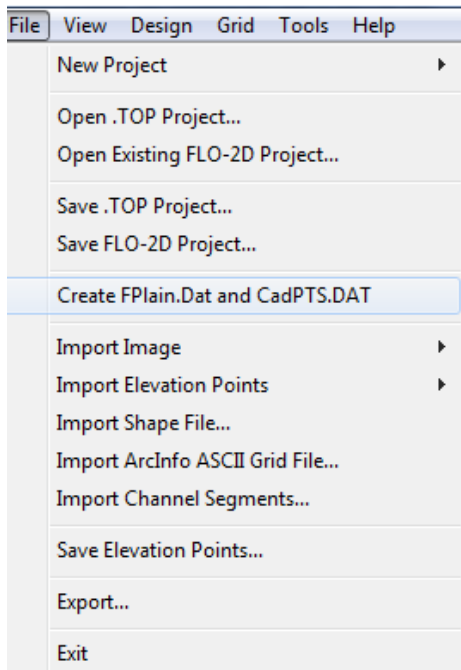 File View Design Grid Tools Help
New Project
Open .TOP Project...
Open Existing FLO-2D Project...
Save .TOP Project...
Save FLO-2D Project...
Create FPlain.Dat and CadPTS.DAT
Import Image
Import Elevation Points
Import Shape File...
Import ArcInfo ASCII Grid File...
Import Channel Segments...
Save Elevation Points...
Export...
Exit